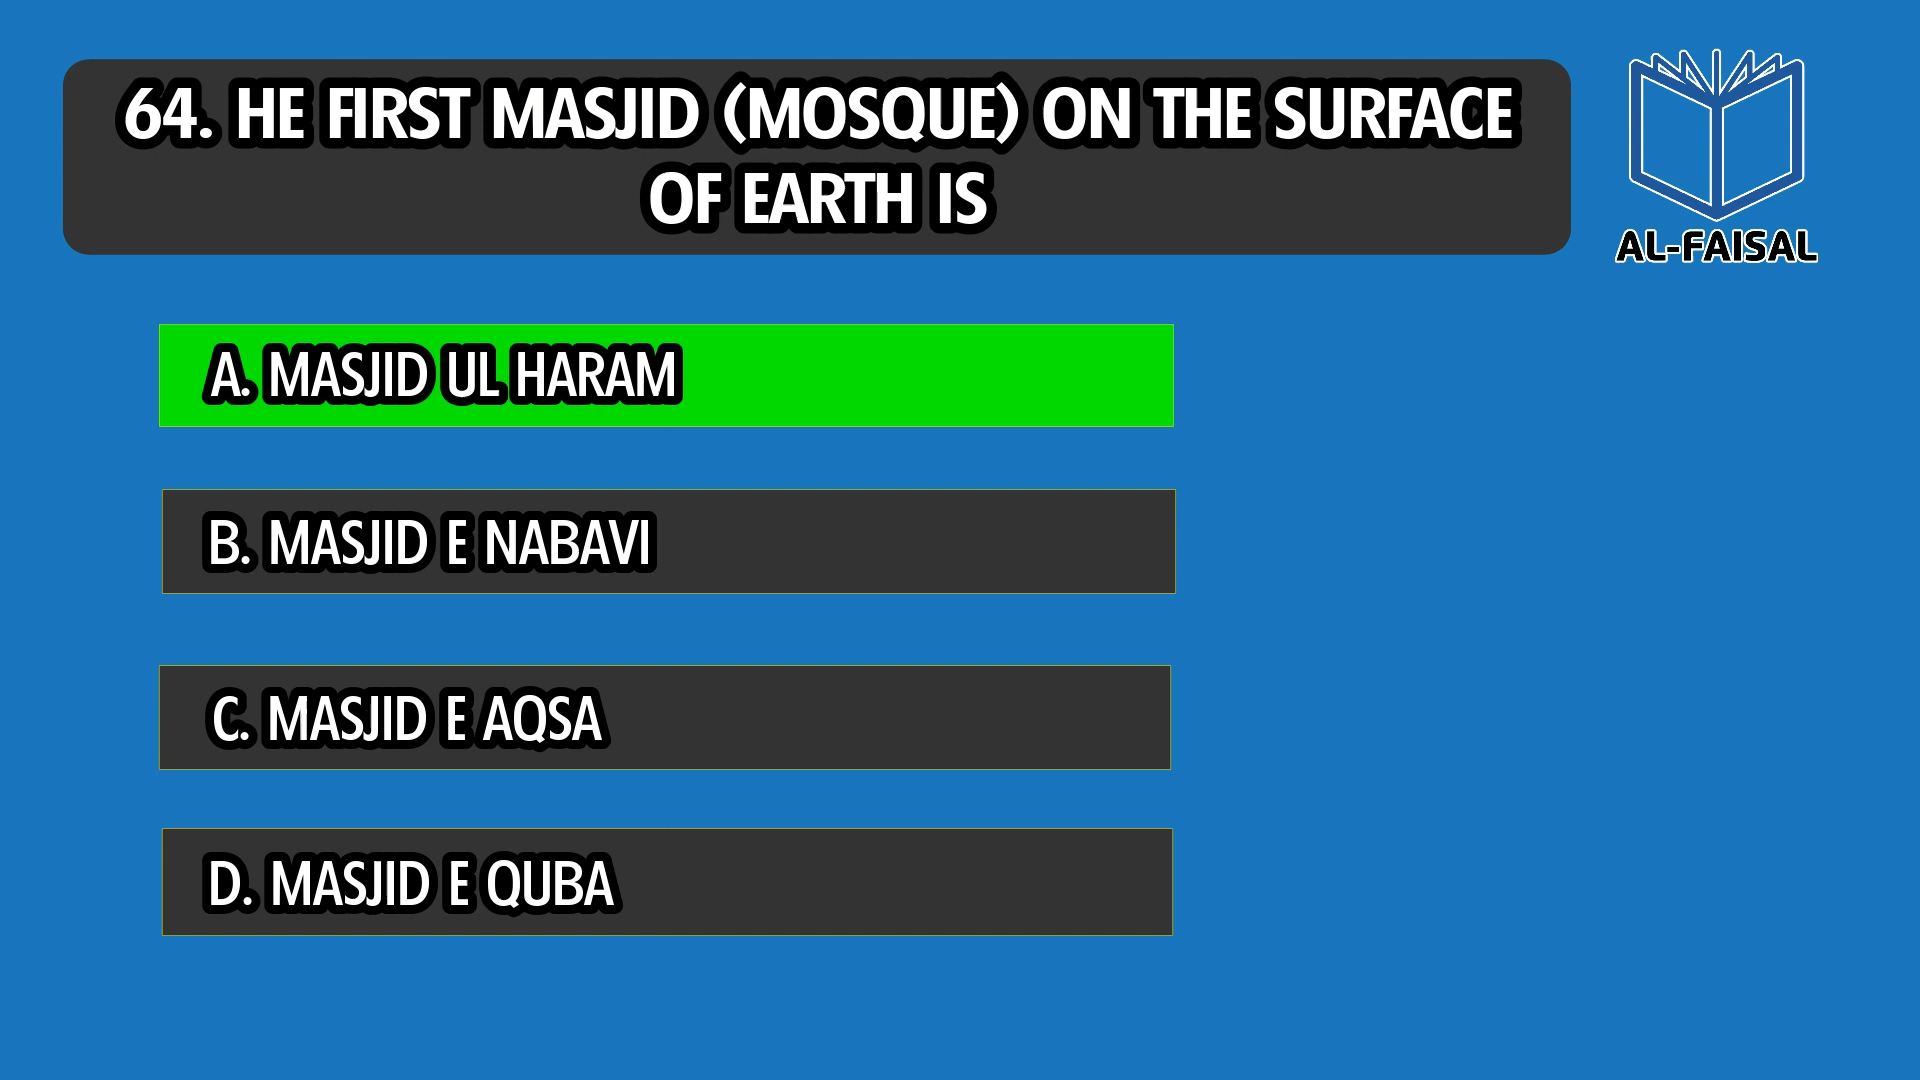 64. HE FIRST MASJID (MOSQUE) ON THE SURFACE
OF EARTH IS
AL-FAISAL
A. MASJID UL HARAM
B. MASJID E NABAVI
C. MASJID E AQSA
D. MASJID E QUBA